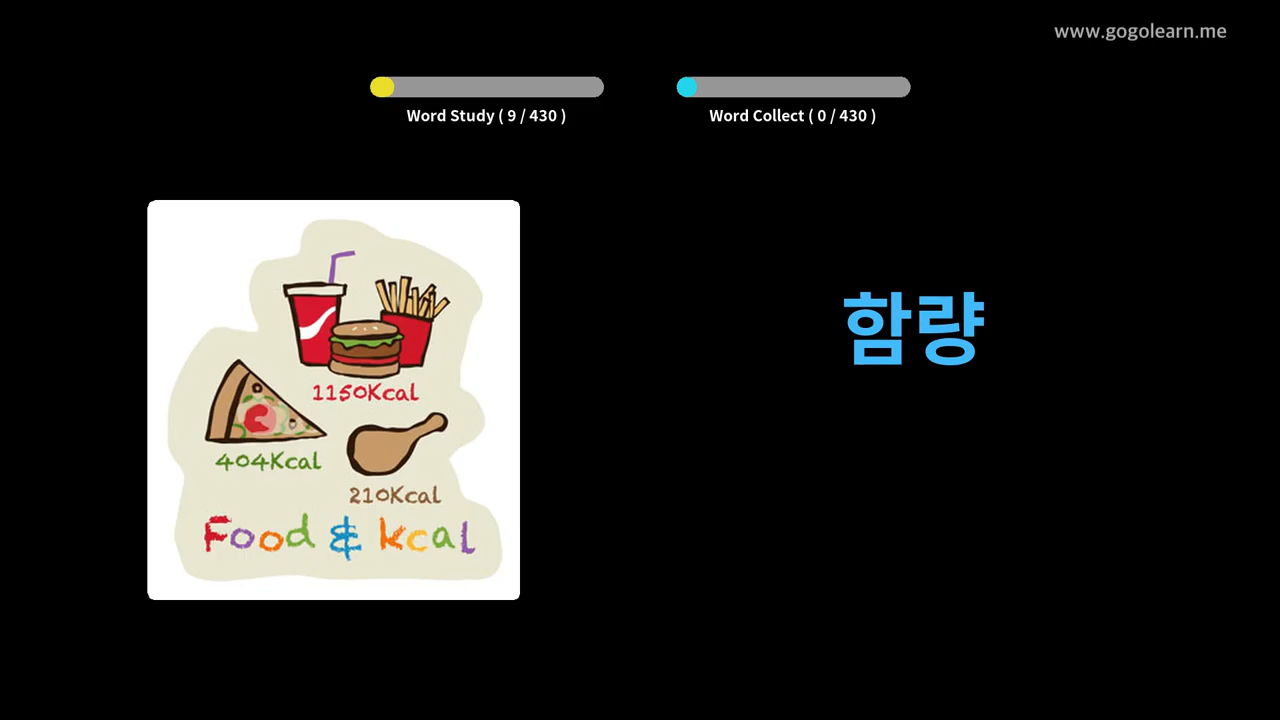 www.gogolearn.me
Word Study ( 9 / 430 )
Word Collect ( 0 / 430 )
함량
1150Kcal
404Kcal
210Kcal
Food & kcal